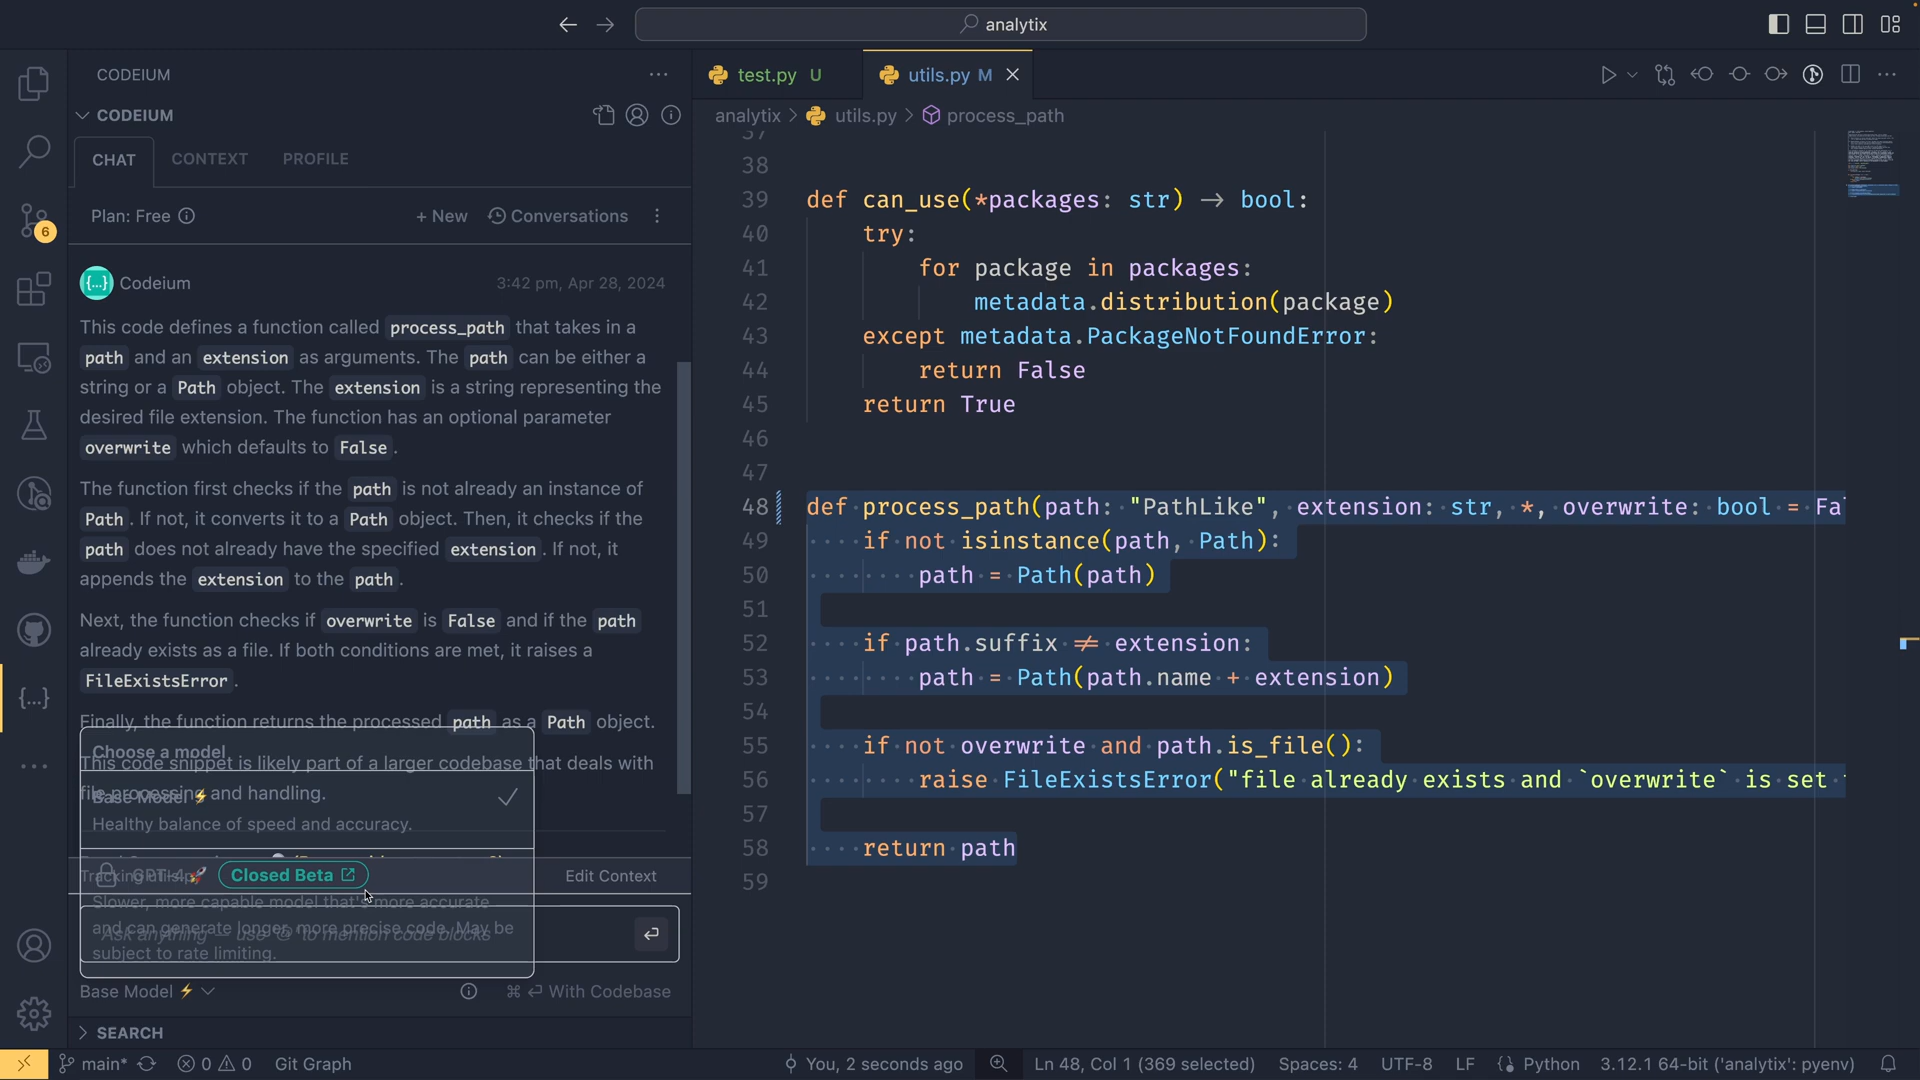 analytix
CODEIUM
CODEIUM
CHAT
CONTEXT
PROFILE
Plan: Free
+ New
Conversations
{...} Codeium
3:42 pm, Apr 28, 2024
This code defines a function called process_path that takes in a
path and an extension as arguments. The path can be either a
string or a Path object. The extension is a string representing the
desired file extension. The function has an optional parameter
overwrite which defaults to False .
The function first checks if the path is not already an instance of
Path . If not, it converts it to a Path object. Then, it checks if the
path does not already have the specified extension . If not, it
appends the extension to the path .
Next, the function checks if overwrite is False and if the path
already exists as a file. If both conditions are met, it raises a
FileExistsError .
Finally, the function returns the processed path as a Path object.
This code snippet is likely part of a larger codebase that deals with
file processing and handling.
Choose a model
Base Model ⚡
Healthy balance of speed and accuracy.
GPT-4 🚀
Closed Beta
Slower, more capable model that's more accurate
and can generate longer, more precise code. May be
subject to rate limiting.
Tracking utils.py
Edit Context
Ask anything — use '@' to mention code blocks
Base Model ⚡
⌘ ⏎ With Codebase
SEARCH
test.py U
utils.py M
analytix > utils.py > process_path
37
38
39 def can_use(*packages: str) → bool:
40 try:
41 for package in packages:
42 metadata.distribution(package)
43 except metadata.PackageNotFoundError:
44 return False
45 return True
46
47
48 def process_path(path: "PathLike", extension: str, *, overwrite: bool = Fa
49 if not isinstance(path, Path):
50 path = Path(path)
51
52 if path.suffix ≠ extension:
53 path = Path(path.name + extension)
54
55 if not overwrite and path.is_file():
56 raise FileExistsError("file already exists and `overwrite` is set
57
58 return path
59
6
main*
0
0
Git Graph
You, 2 seconds ago
Ln 48, Col 1 (369 selected)
Spaces: 4
UTF-8
LF
Python
3.12.1 64-bit ('analytix': pyenv)